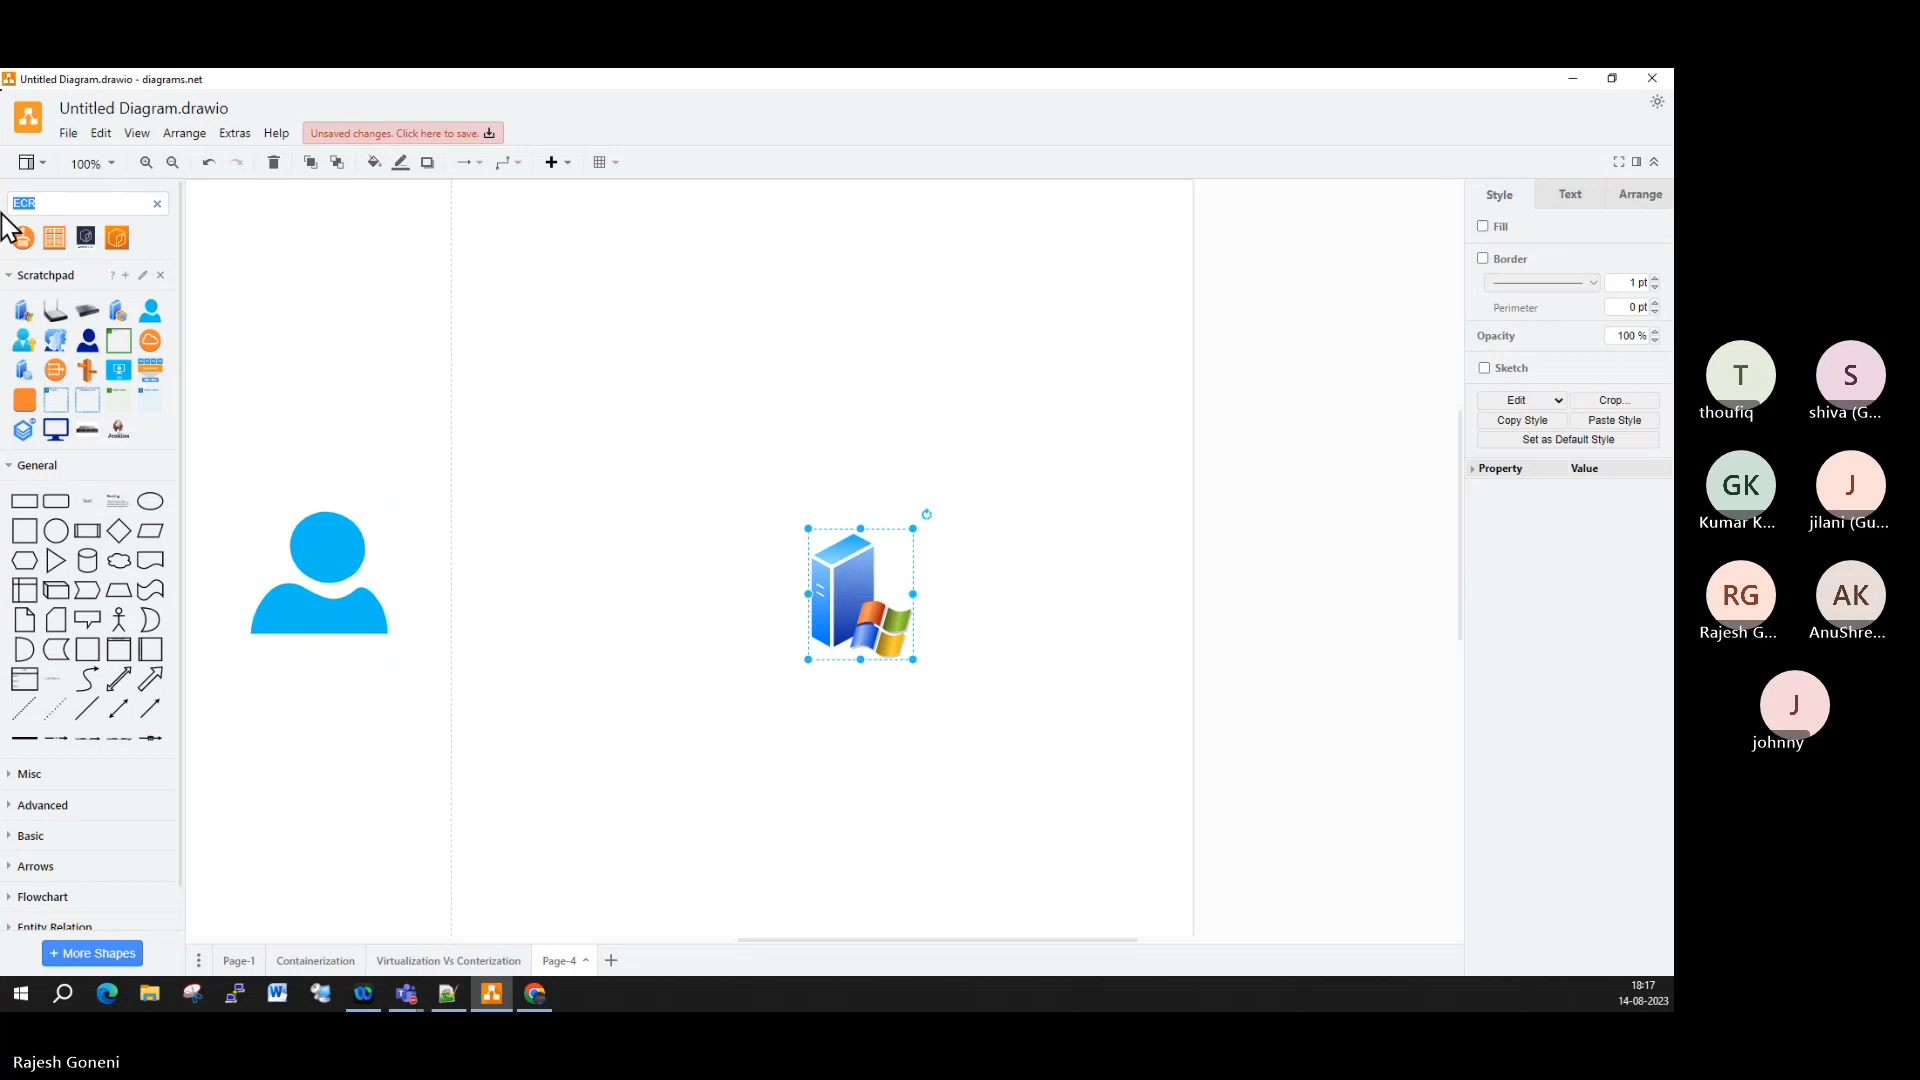 Untitled Diagram.drawio - diagrams.net
Untitled Diagram.drawio
File Edit View Arrange Extras Help
Unsaved changes. Click here to save.
100%
ECR
Scratchpad
?
Jenkins
General
Text
Heading
Misc
Advanced
Basic
Arrows
Flowchart
Entity Relation
+ More Shapes
Page-1
Containerization
Virtualization Vs Conterization
Page-4
Style
Text
Arrange
Fill
Border
1 pt
Perimeter
0 pt
Opacity
100 %
Sketch
Edit
Crop...
Copy Style
Paste Style
Set as Default Style
Property
Value
18:17
14-08-2023
T
thoufiq
S
shiva (G...
GK
Kumar K...
J
jilani (Gu...
RG
Rajesh G...
AK
AnuShre...
J
johnny
Rajesh Goneni